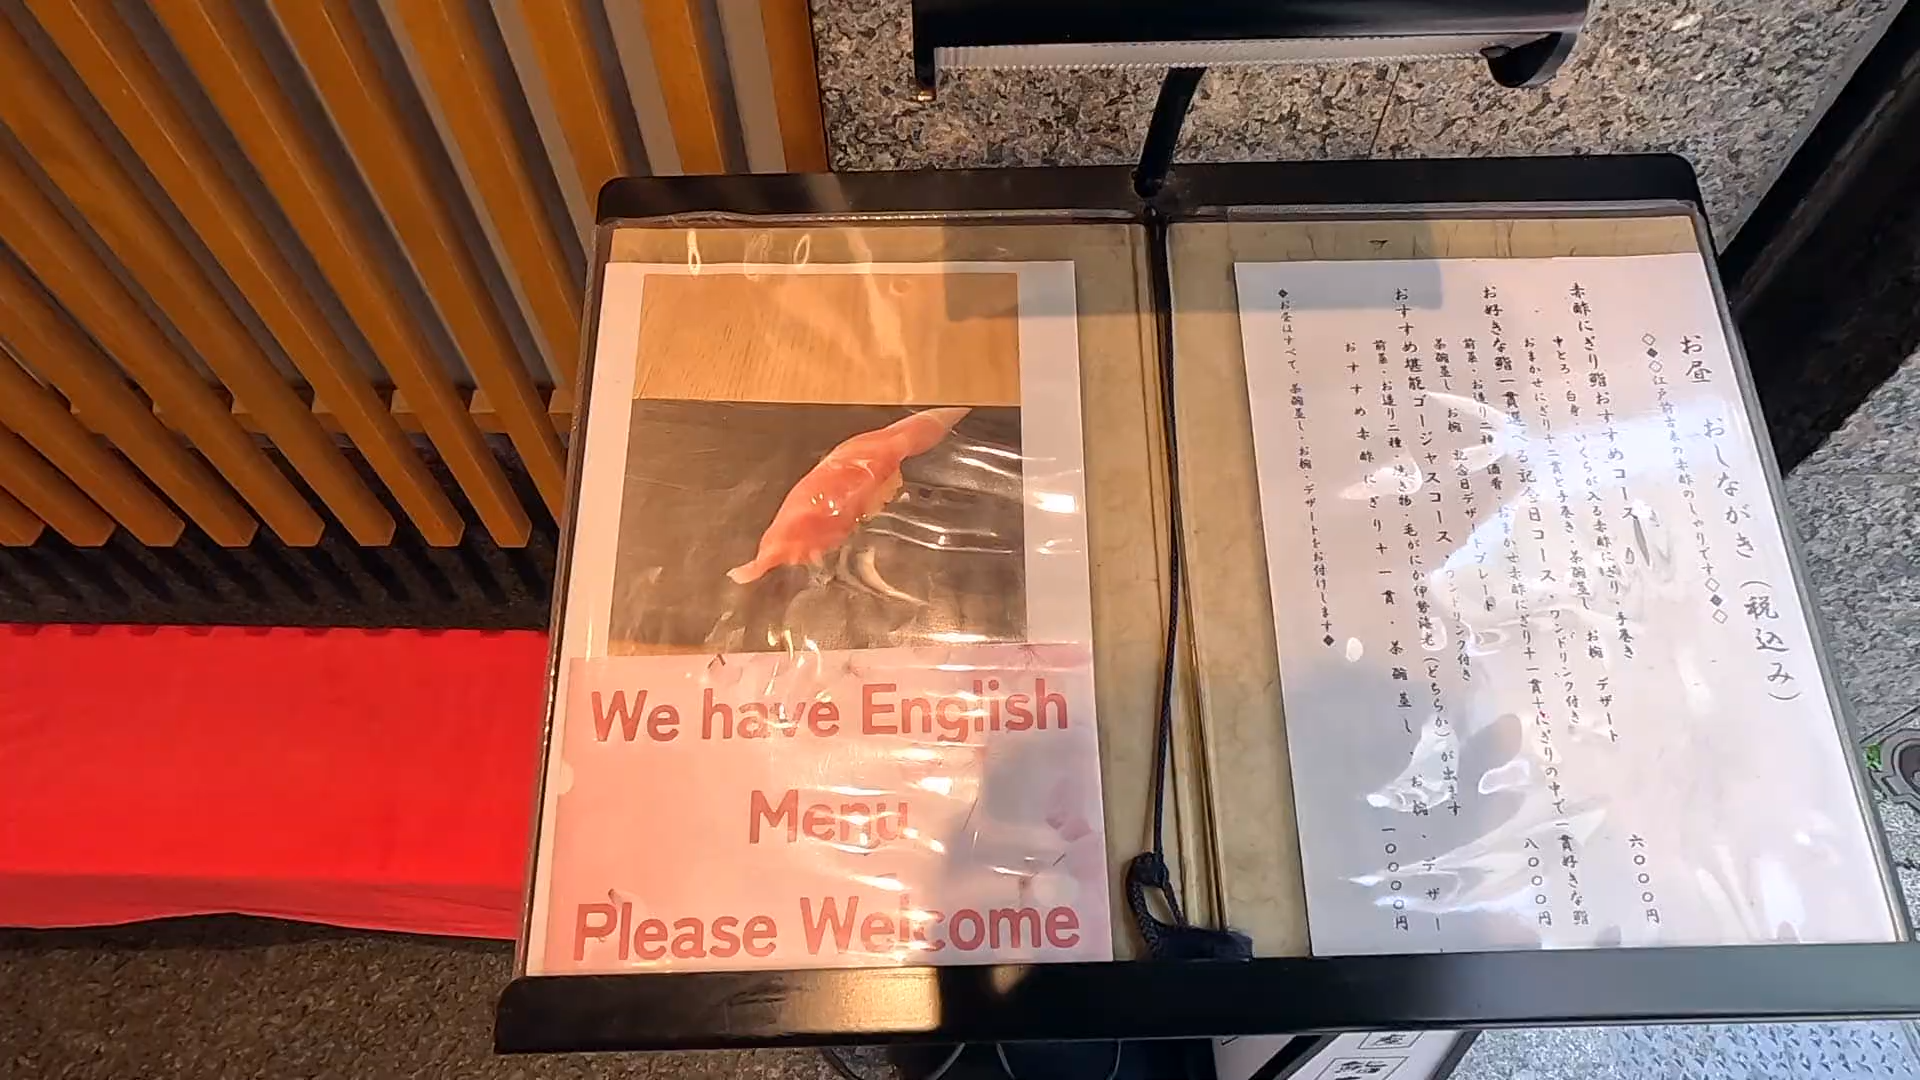 We have English
Menu
Please Welcome
お昼 おしながき（税込み）
◇◆◇江戸前古来の赤酢のしゃりです◇◆◇
赤酢にぎり鮨おすすめコース 六〇〇〇円
中とろ・白身・いくらが入る赤酢にぎり・手巻き
おまかせにぎり十二貫と手巻き・茶碗蒸し お椀 デザート
お好きな鮨一貫選べる記念日コース・ワンドリンク付き 八〇〇〇円
前菜・お造り二種・酒肴・おまかせ赤酢にぎり十一貫＋にぎりの中で一貫好きな鮨
茶碗蒸し お椀 記念日デザートプレート
おすすめ堪能ゴージャスコース・ワンドリンク付き 一〇〇〇〇円
前菜・お造り二種・焼き物・毛がにか伊勢海老（どちらか）が出ます
おすすめ赤酢にぎり十一貫・茶碗蒸し・お椀・デザー
◆お昼はすべて、茶碗蒸し・お椀・デザートをお付けします◆